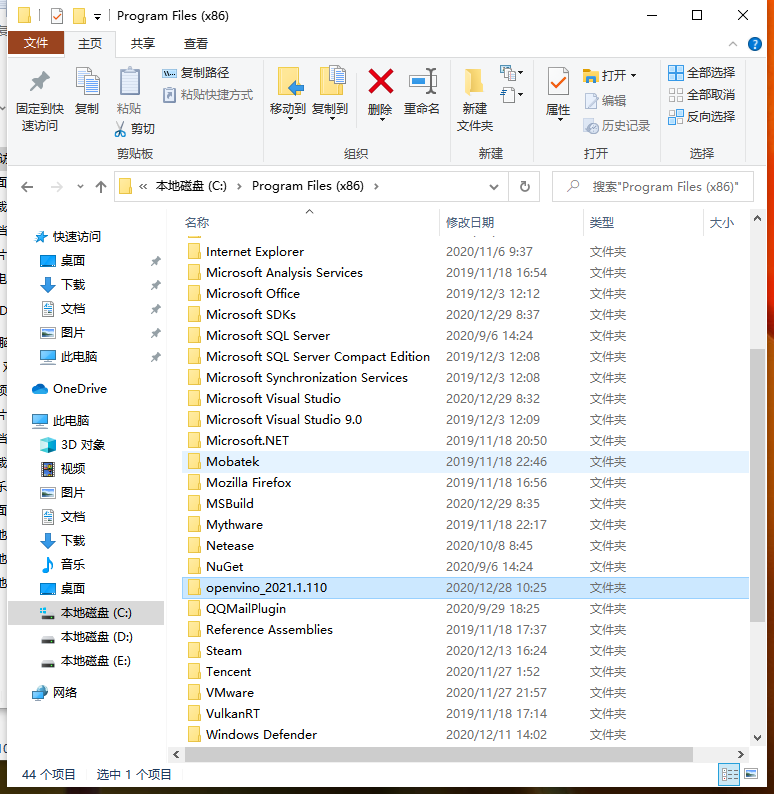 Program Files (x86)
文件 主页 共享 查看
固定到快速访问
复制
粘贴
复制路径
粘贴快捷方式
剪切
剪贴板
移动到
复制到
删除
重命名
组织
新建文件夹
新建
属性
打开
编辑
历史记录
打开
全部选择
全部取消
反向选择
选择
« 本地磁盘 (C:) › Program Files (x86) ›
搜索"Program Files (x86)"
快速访问
桌面
下载
文档
图片
此电脑
OneDrive
此电脑
3D 对象
视频
图片
文档
下载
音乐
桌面
本地磁盘 (C:)
本地磁盘 (D:)
本地磁盘 (E:)
网络
名称 修改日期 类型 大小
Internet Explorer 2020/11/6 9:37 文件夹
Microsoft Analysis Services 2019/11/18 16:54 文件夹
Microsoft Office 2019/12/3 12:12 文件夹
Microsoft SDKs 2020/12/29 8:37 文件夹
Microsoft SQL Server 2020/9/6 14:24 文件夹
Microsoft SQL Server Compact Edition 2019/12/3 12:08 文件夹
Microsoft Synchronization Services 2019/12/3 12:08 文件夹
Microsoft Visual Studio 2020/12/29 8:32 文件夹
Microsoft Visual Studio 9.0 2019/12/3 12:09 文件夹
Microsoft.NET 2019/11/18 20:50 文件夹
Mobatek 2019/11/18 22:46 文件夹
Mozilla Firefox 2019/11/18 16:56 文件夹
MSBuild 2020/12/29 8:35 文件夹
Mythware 2019/11/18 22:17 文件夹
Netease 2020/10/8 8:45 文件夹
NuGet 2020/9/6 14:24 文件夹
openvino_2021.1.110 2020/12/28 10:25 文件夹
QQMailPlugin 2020/9/29 18:25 文件夹
Reference Assemblies 2019/11/18 17:37 文件夹
Steam 2020/12/13 16:24 文件夹
Tencent 2020/11/27 1:52 文件夹
VMware 2020/11/27 21:57 文件夹
VulkanRT 2019/11/18 17:14 文件夹
Windows Defender 2020/12/11 14:02 文件夹
44 个项目 选中 1 个项目